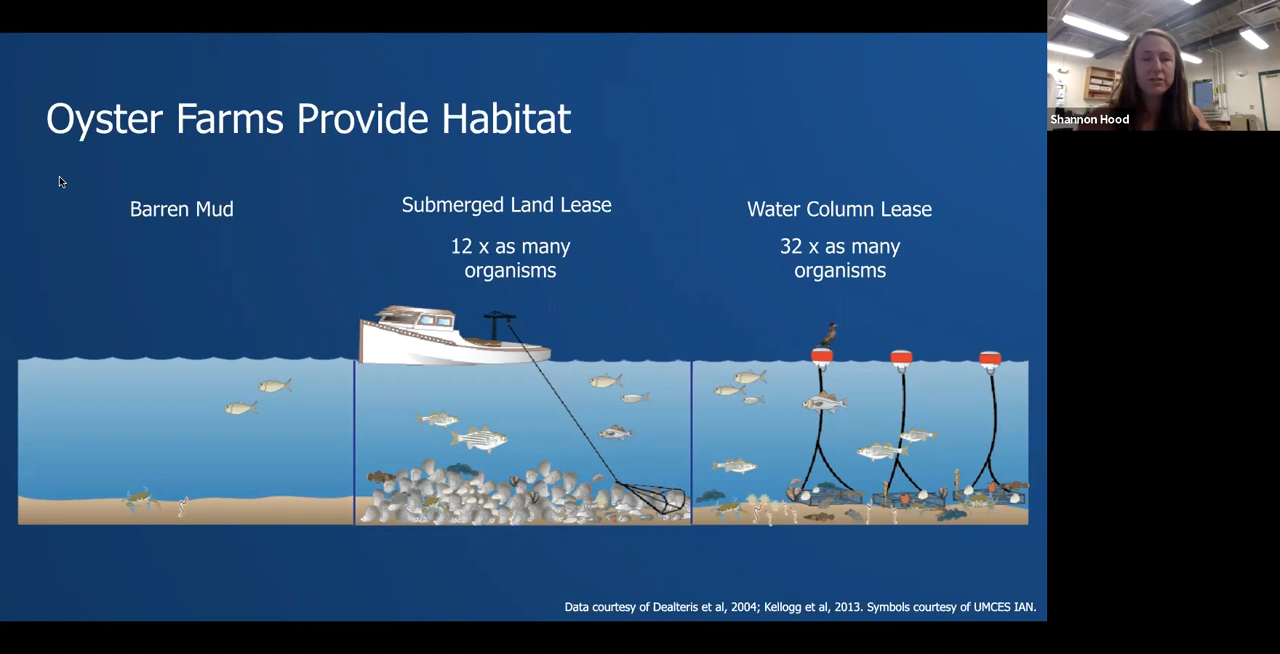 Oyster Farms Provide Habitat
Barren Mud
Submerged Land Lease
12 x as many
organisms
Water Column Lease
32 x as many
organisms
Data courtesy of Dealteris et al, 2004; Kellogg et al, 2013. Symbols courtesy of UMCES IAN.
Shannon Hood